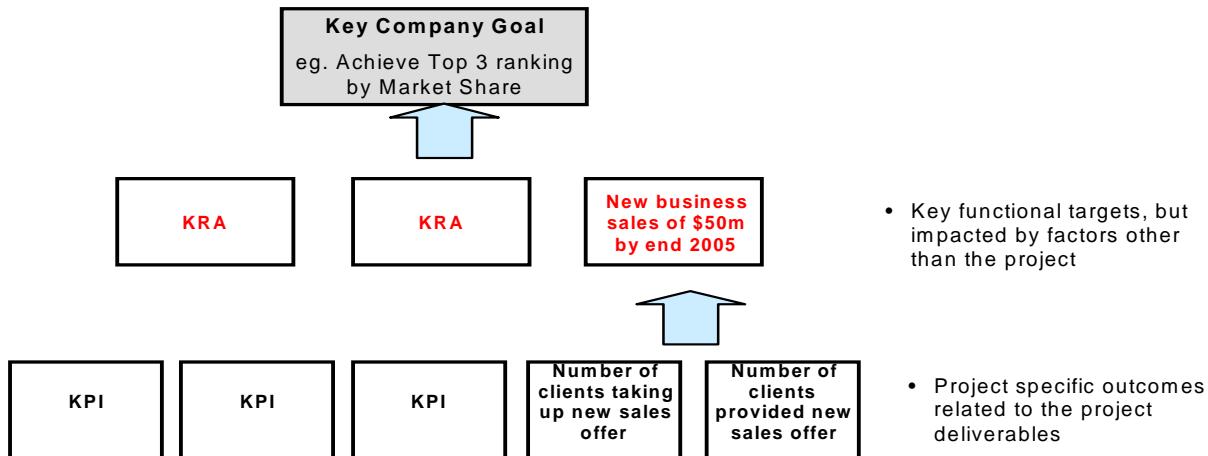 Key Company Goal
eg. Achieve Top 3 ranking
by Market Share
KRA
KRA
New business
sales of $50m
by end 2005
• Key functional targets, but
impacted by factors other
than the project
KPI
KPI
KPI
Number of
clients taking
up new sales
offer
Number of
clients
provided new
sales offer
• Project specific outcomes
related to the project
deliverables